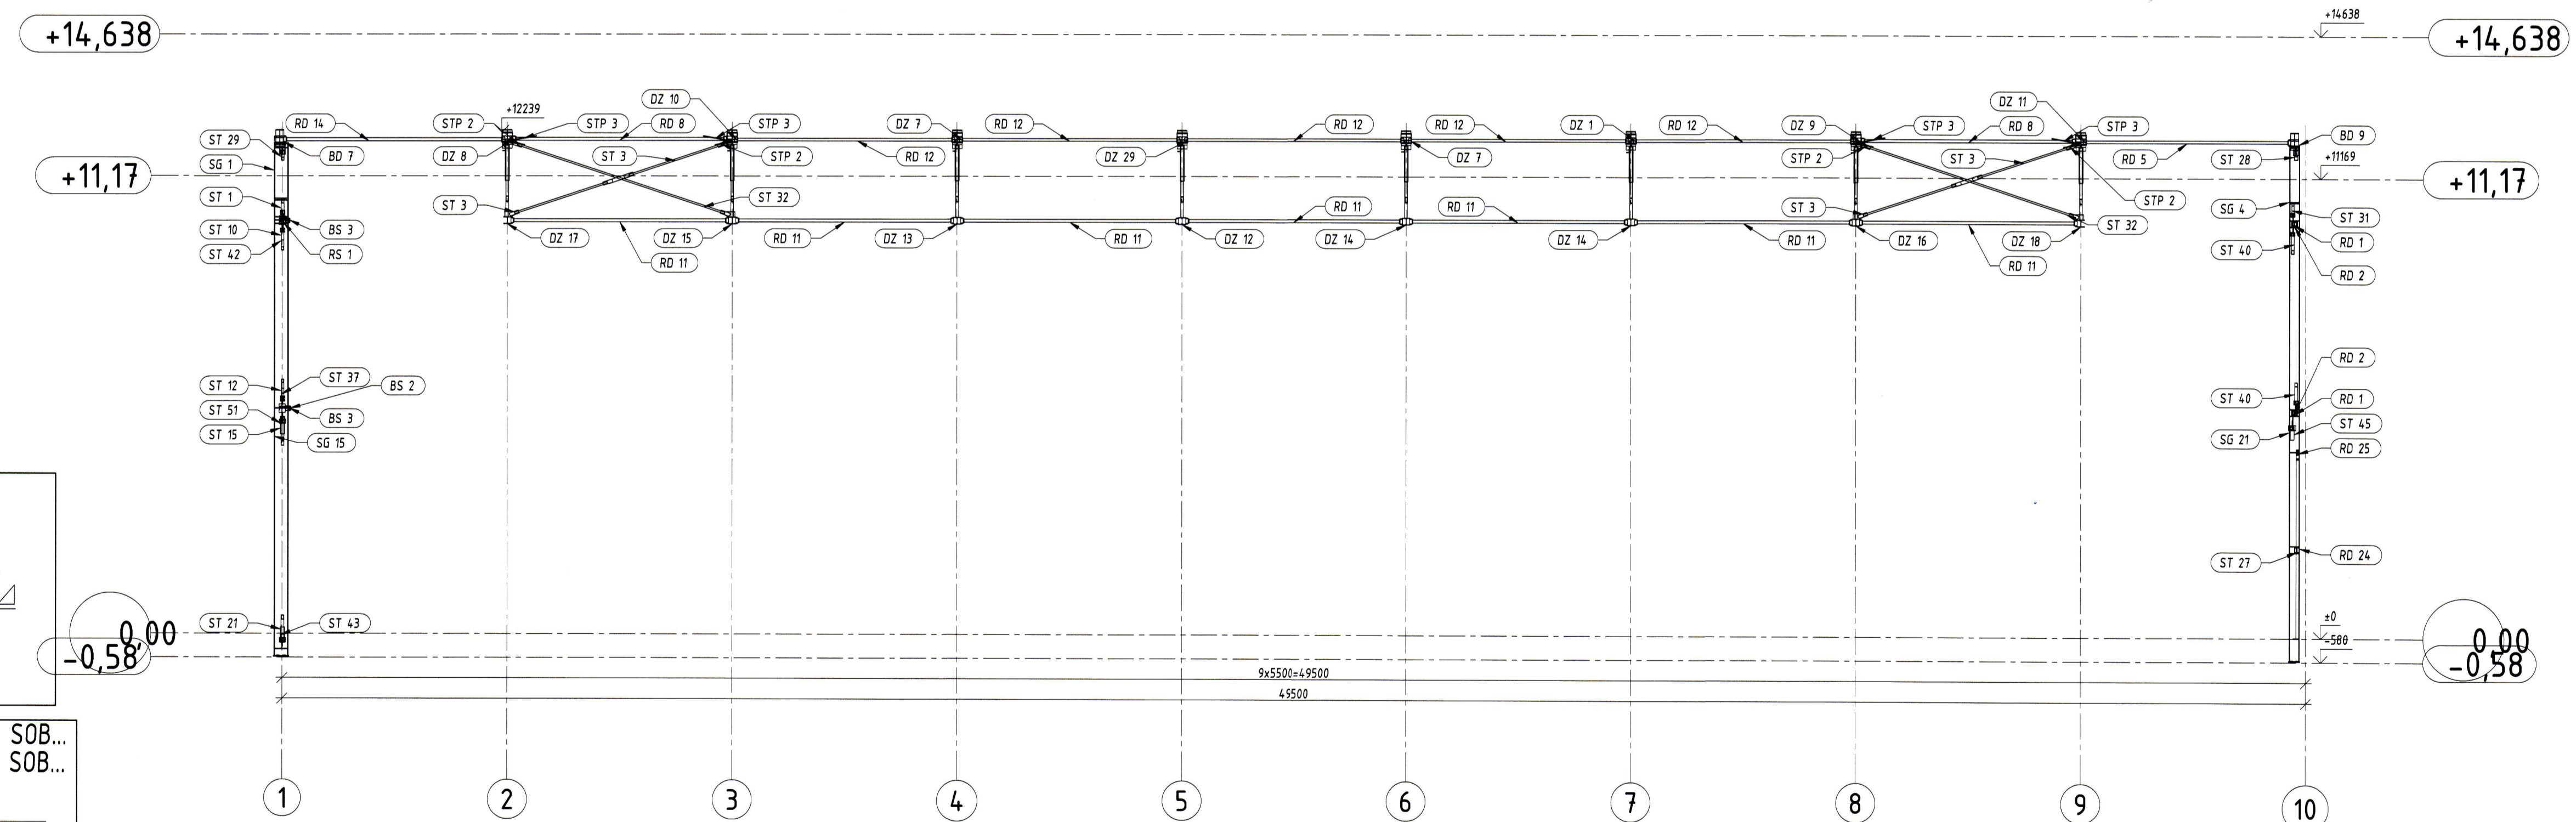 +14,638
+14638
+14,638
DZ 10
DZ 11
+12239
RD 14
STP 2
STP 3
RD 8
STP 3
DZ 7
RD 12
RD 12
RD 12
DZ 1
RD 12
DZ 9
STP 3
RD 8
STP 3
ST 29
BD 7
DZ 8
ST 3
STP 2
RD 12
DZ 29
DZ 7
STP 2
ST 3
RD 5
ST 28
BD 9
SG 1
+11,17
+11169
+11,17
ST 1
ST 3
ST 32
RD 11
RD 11
ST 3
STP 2
SG 4
ST 31
ST 10
BS 3
DZ 17
DZ 15
RD 11
DZ 13
RD 11
DZ 12
DZ 14
DZ 14
RD 11
DZ 16
DZ 18
ST 32
RD 1
ST 42
RS 1
RD 11
RD 11
ST 40
RD 2
RD 2
ST 12
ST 37
BS 2
ST 40
RD 1
ST 51
BS 3
ST 45
ST 15
SG 15
SG 21
RD 25
ST 27
RD 24
ST 21
ST 43
±0
0,00
-580
0,00
-0,58
-0,58
9x5500=49500
49500
SOB...
SOB...
1
2
3
4
5
6
7
8
9
10